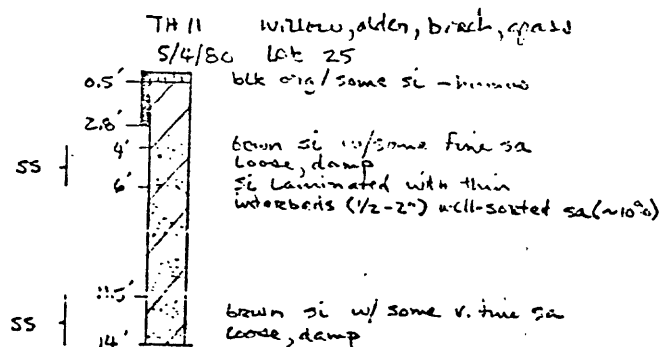 TH 11 willow, alder, birch, grass
5/4/80 Lot 25
0.5' blk org/some si -
2.8'
4' brown si w/some fine sa
SS loose, damp
6' si laminated with thin
interbeds (1/2-2") well-sorted sa (~10%)
11.5' brown si w/ some v. fine sa
SS loose, damp
14'